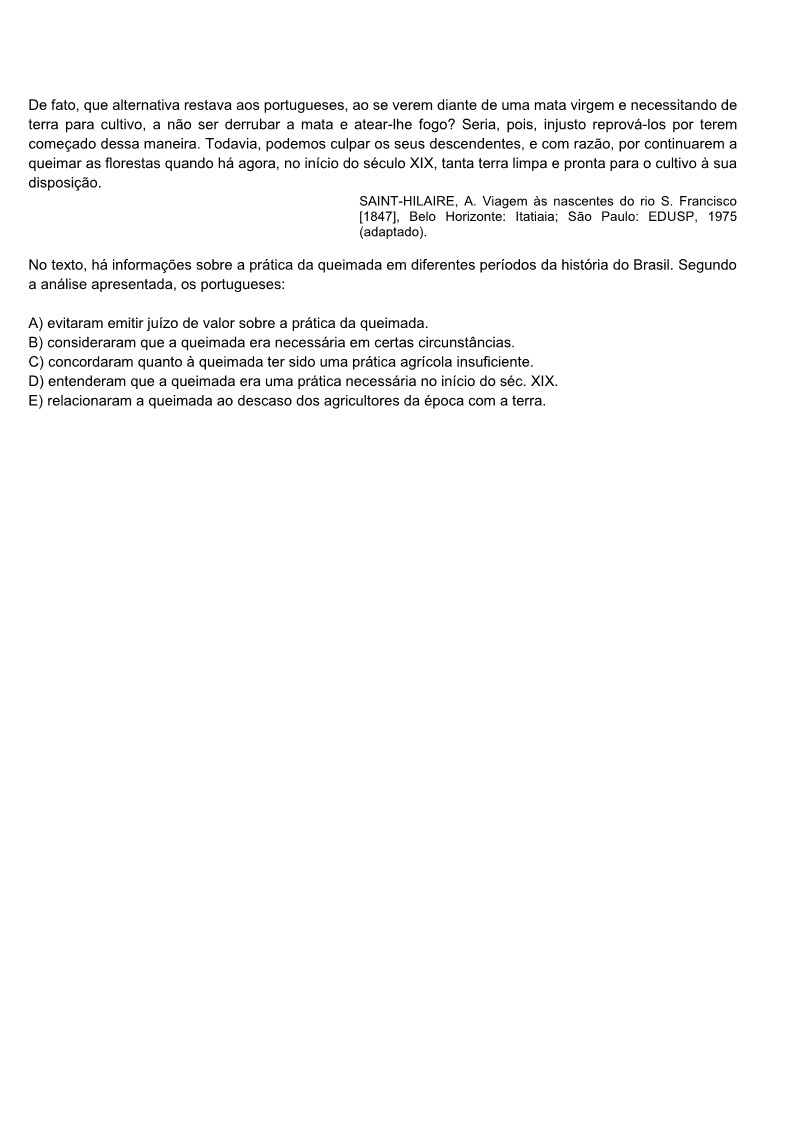 De fato, que alternativa restava aos portugueses, ao se verem diante de uma mata virgem e necessitando de
terra para cultivo, a não ser derrubar a mata e atear-lhe fogo? Seria, pois, injusto reprová-los por terem
começado dessa maneira. Todavia, podemos culpar os seus descendentes, e com razão, por continuarem a
queimar as florestas quando há agora, no início do século XIX, tanta terra limpa e pronta para o cultivo à sua
disposição.
SAINT-HILAIRE, A. Viagem às nascentes do rio S. Francisco
[1847], Belo Horizonte: Itatiaia; São Paulo: EDUSP, 1975
(adaptado).
No texto, há informações sobre a prática da queimada em diferentes períodos da história do Brasil. Segundo
a análise apresentada, os portugueses:
A) evitaram emitir juízo de valor sobre a prática da queimada.
B) consideraram que a queimada era necessária em certas circunstâncias.
C) concordaram quanto à queimada ter sido uma prática agrícola insuficiente.
D) entenderam que a queimada era uma prática necessária no início do séc. XIX.
E) relacionaram a queimada ao descaso dos agricultores da época com a terra.